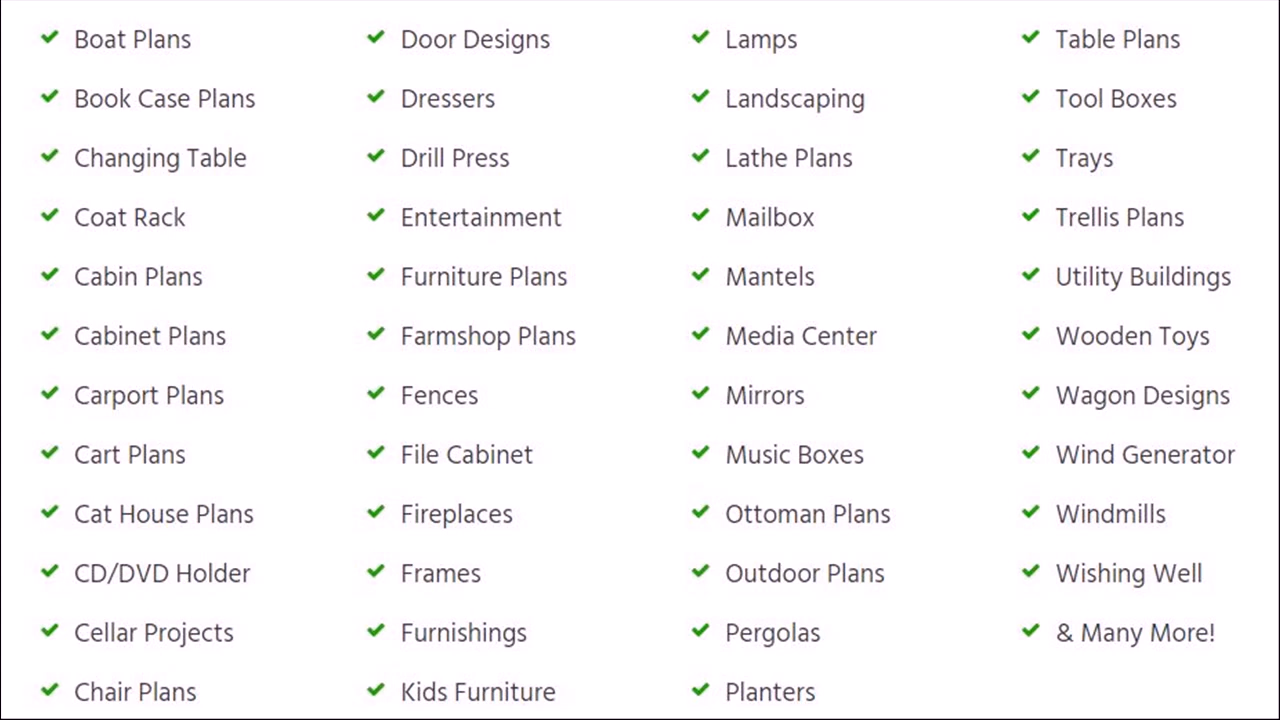 Boat Plans
Book Case Plans
Changing Table
Coat Rack
Cabin Plans
Cabinet Plans
Carport Plans
Cart Plans
Cat House Plans
CD/DVD Holder
Cellar Projects
Chair Plans
Door Designs
Dressers
Drill Press
Entertainment
Furniture Plans
Farmshop Plans
Fences
File Cabinet
Fireplaces
Frames
Furnishings
Kids Furniture
Lamps
Landscaping
Lathe Plans
Mailbox
Mantels
Media Center
Mirrors
Music Boxes
Ottoman Plans
Outdoor Plans
Pergolas
Planters
Table Plans
Tool Boxes
Trays
Trellis Plans
Utility Buildings
Wooden Toys
Wagon Designs
Wind Generator
Windmills
Wishing Well
& Many More!